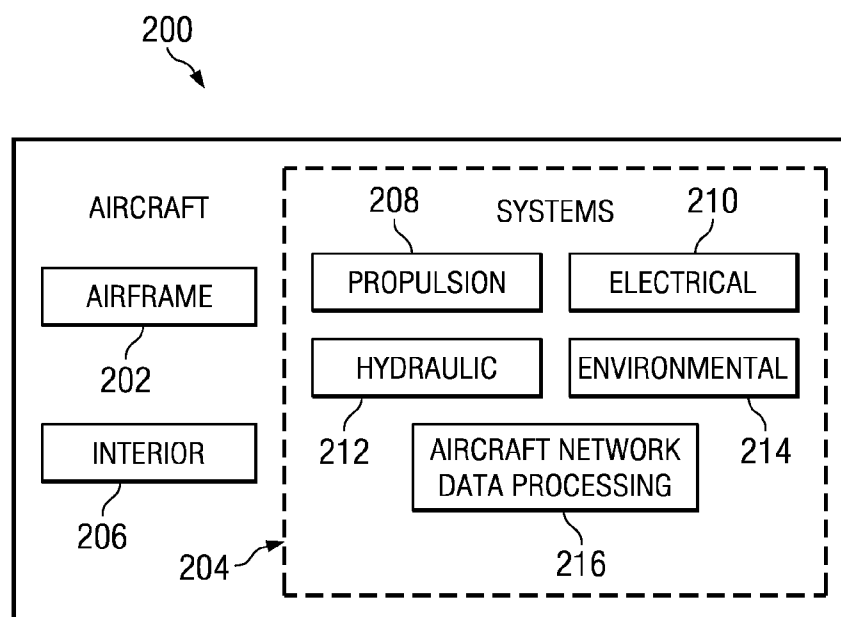 200
AIRCRAFT
SYSTEMS
208
210
PROPULSION
ELECTRICAL
AIRFRAME
202
HYDRAULIC
ENVIRONMENTAL
212
214
INTERIOR
206
AIRCRAFT NETWORK
DATA PROCESSING
204
216